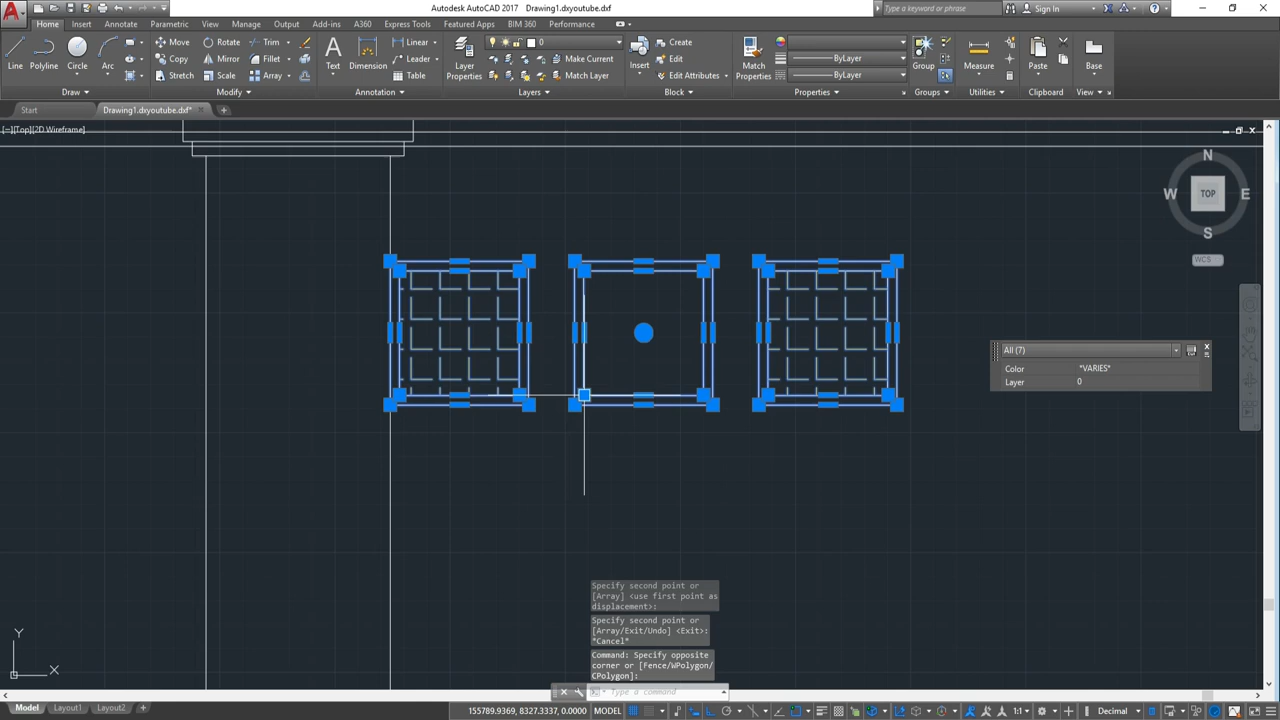 Autodesk AutoCAD 2017 Drawing1.dxyoutube.dxf
Type a keyword or phrase
Sign In
Home Insert Annotate Parametric View Manage Output Add-ins A360 Express Tools Featured Apps BIM 360 Performance
Line
Polyline
Circle
Arc
Move Rotate Trim
Copy Mirror Fillet
Stretch Scale Array
Text
Dimension
Linear
Leader
Table
Layer
Properties
0
Make Current
Match Layer
Insert
Create
Edit
Edit Attributes
Match
Properties
ByLayer
ByLayer
Group
Measure
Paste
Base
Draw Modify Annotation Layers Block Properties Groups Utilities Clipboard View
Start Drawing1.dxyoutube.dxf*
[−][Top][2D Wireframe]
N
W TOP E
S
WCS
All (7)
Color *VARIES*
Layer 0
Specify second point or
[Array] <use first point as
displacement>:
Specify second point or
[Array/Exit/Undo] <Exit>:
*Cancel*
Command: Specify opposite
corner or [Fence/WPolygon/
CPolygon]:
Type a command
Y
X
Model Layout1 Layout2
155789.9369, 8327.3337, 0.0000 MODEL
1:1
Decimal